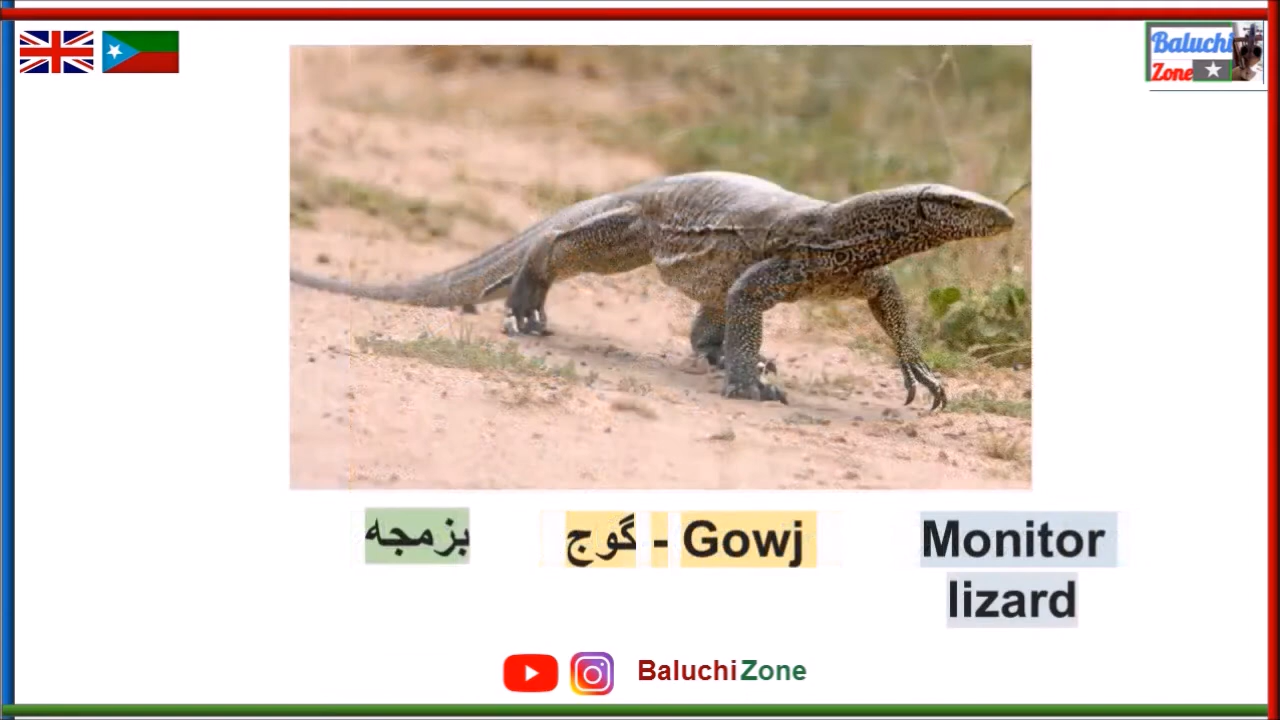 Baluchi
Zone
بزمجه
گوج - Gowj
Monitor
lizard
BaluchiZone